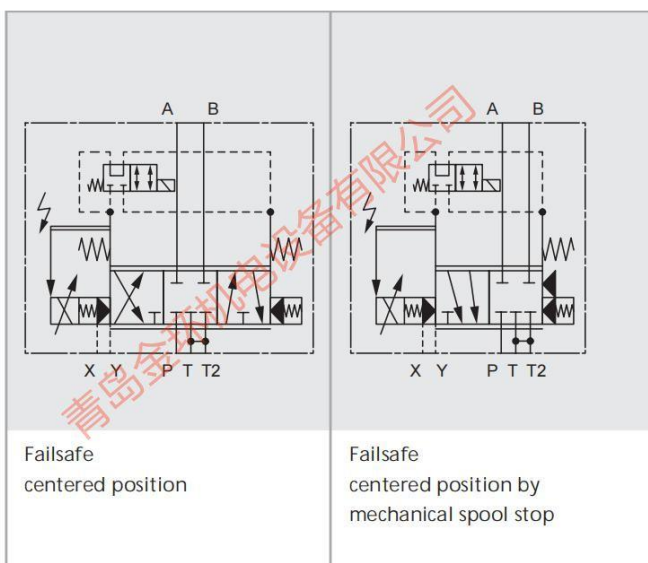 A B
A B
X Y P T T2
X Y P T T2
青岛金环机电设备有限公司
Failsafe
centered position
Failsafe
centered position by
mechanical spool stop